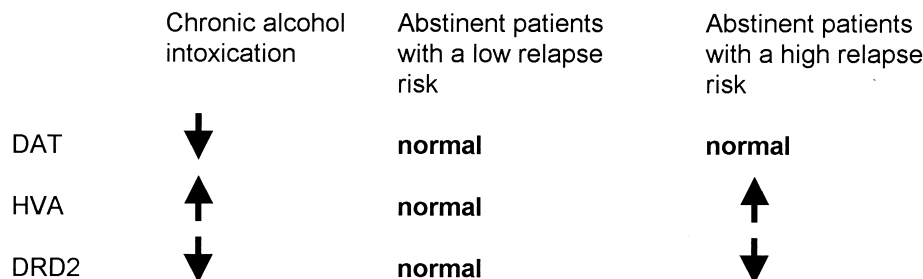 Chronic alcohol intoxication
Abstinent patients with a low relapse risk
Abstinent patients with a high relapse risk
DAT normal normal
HVA normal
DRD2 normal